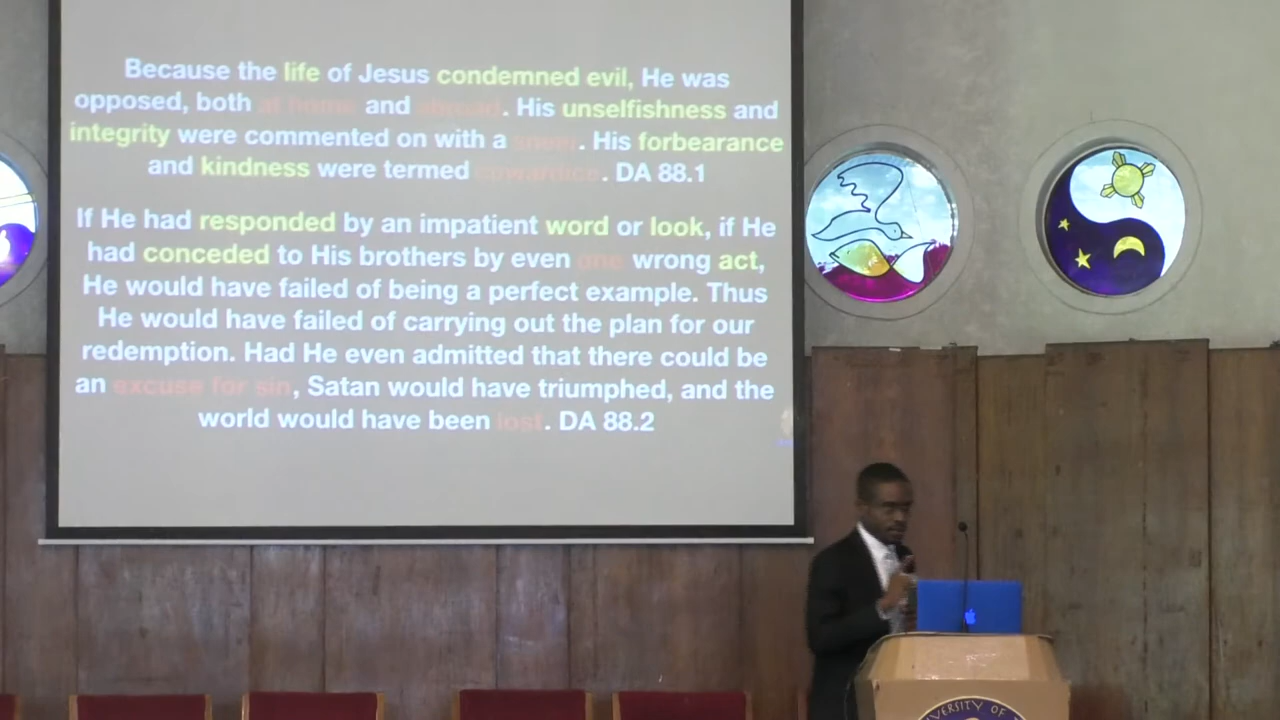 Because the life of Jesus condemned evil, He was
opposed, both at home and abroad. His unselfishness and
integrity were commented on with a sneer. His forbearance
and kindness were termed cowardice. DA 88.1
If He had responded by an impatient word or look, if He
had conceded to His brothers by even one wrong act,
He would have failed of being a perfect example. Thus
He would have failed of carrying out the plan for our
redemption. Had He even admitted that there could be
an excuse for sin, Satan would have triumphed, and the
world would have been lost. DA 88.2
VERSITY OF